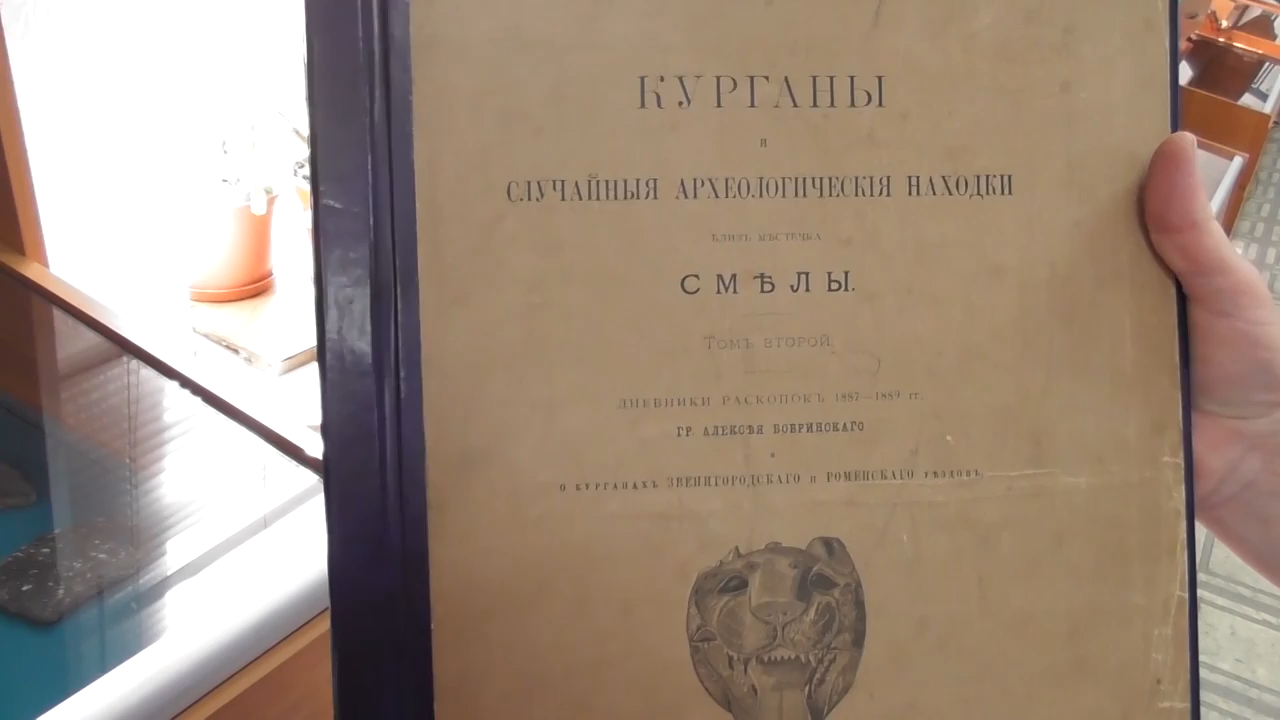 КУРГАНЫ
и
СЛУЧАЙНЫЯ АРХЕОЛОГИЧЕСКІЯ НАХОДКИ
БЛИЗЬ МѢСТЕЧКА
СМѢЛЫ.
Томъ второй.
ДНЕВНИКИ РАСКОПОКЪ 1887—1889 гг.
ГР. АЛЕКСѢЯ БОБРИНСКАГО
и
О КУРГАНАХЪ ЗВЕНИГОРОДСКАГО и РОМЕНСКАГО УѢЗДОВЪ.